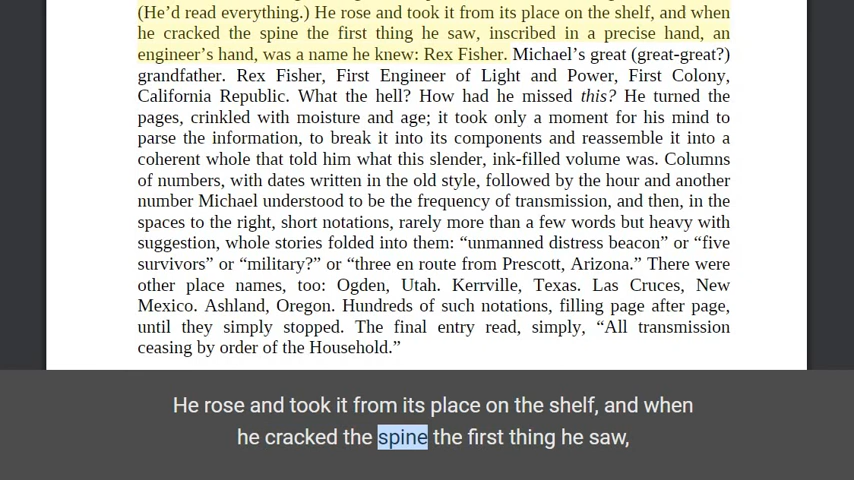 (He’d read everything.) He rose and took it from its place on the shelf, and when
he cracked the spine the first thing he saw, inscribed in a precise hand, an
engineer’s hand, was a name he knew: Rex Fisher. Michael’s great (great-great?)
grandfather. Rex Fisher, First Engineer of Light and Power, First Colony,
California Republic. What the hell? How had he missed this? He turned the
pages, crinkled with moisture and age; it took only a moment for his mind to
parse the information, to break it into its components and reassemble it into a
coherent whole that told him what this slender, ink-filled volume was. Columns
of numbers, with dates written in the old style, followed by the hour and another
number Michael understood to be the frequency of transmission, and then, in the
spaces to the right, short notations, rarely more than a few words but heavy with
suggestion, whole stories folded into them: “unmanned distress beacon” or “five
survivors” or “military?” or “three en route from Prescott, Arizona.” There were
other place names, too: Ogden, Utah. Kerrville, Texas. Las Cruces, New
Mexico. Ashland, Oregon. Hundreds of such notations, filling page after page,
until they simply stopped. The final entry read, simply, “All transmission
ceasing by order of the Household.”
He rose and took it from its place on the shelf, and when
he cracked the spine the first thing he saw,